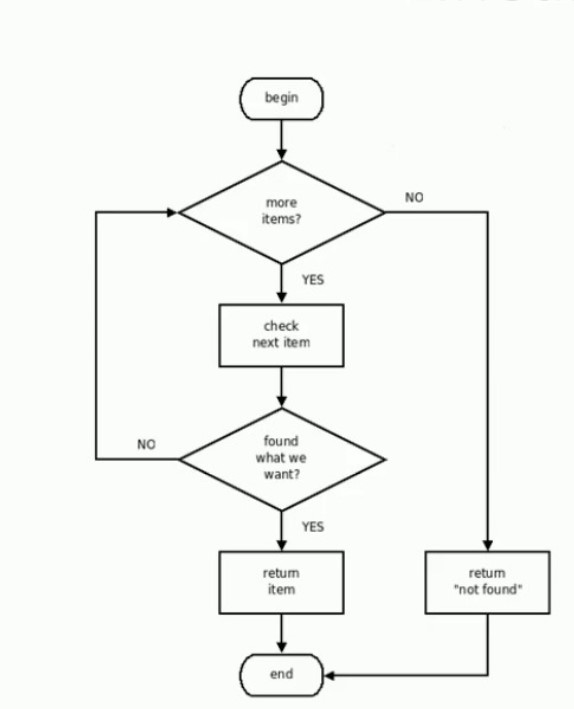 begin
more
items?
NO
YES
check
next item
found
what we
want?
NO
YES
return
item
return
"not found"
end